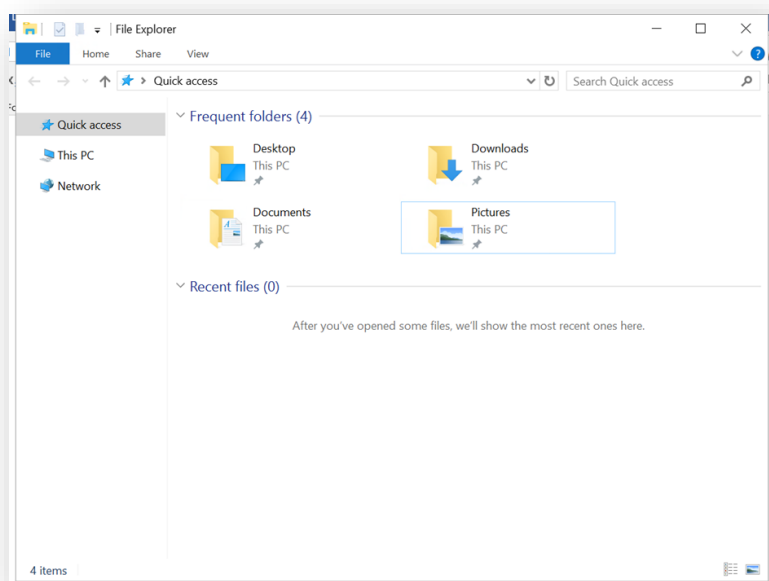 File Explorer
File Home Share View
Quick access
Search Quick access
Quick access
This PC
Network
Frequent folders (4)
Desktop
This PC
Downloads
This PC
Documents
This PC
Pictures
This PC
Recent files (0)
After you've opened some files, we'll show the most recent ones here.
4 items